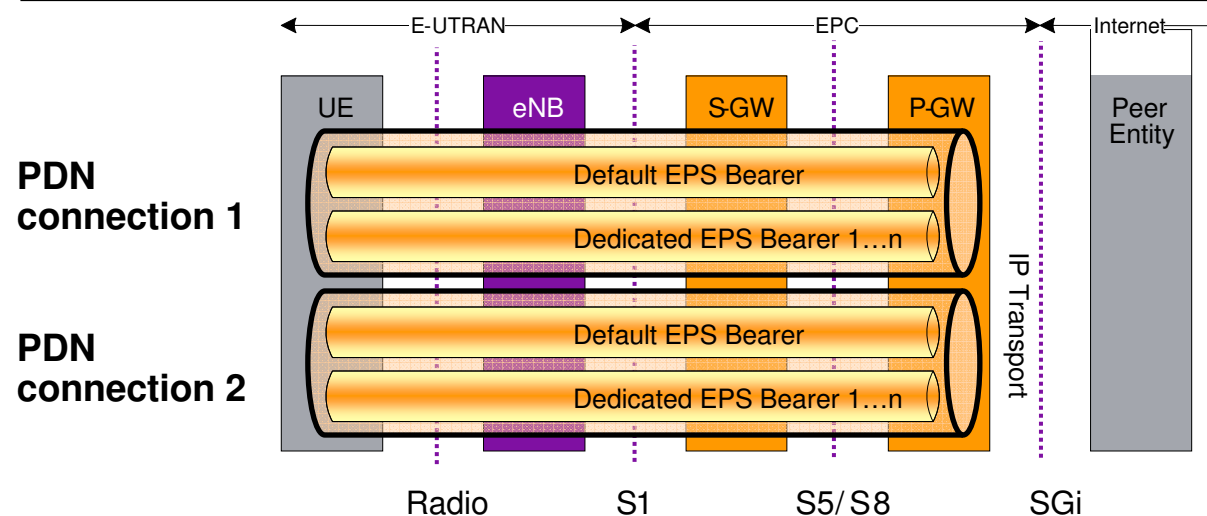 E-UTRAN
EPC
Internet
UE
eNB
S-GW
P-GW
Peer
Entity
PDN
connection 1
Default EPS Bearer
Dedicated EPS Bearer 1…n
IP Transport
PDN
connection 2
Default EPS Bearer
Dedicated EPS Bearer 1…n
Radio
S1
S5/S8
SGi